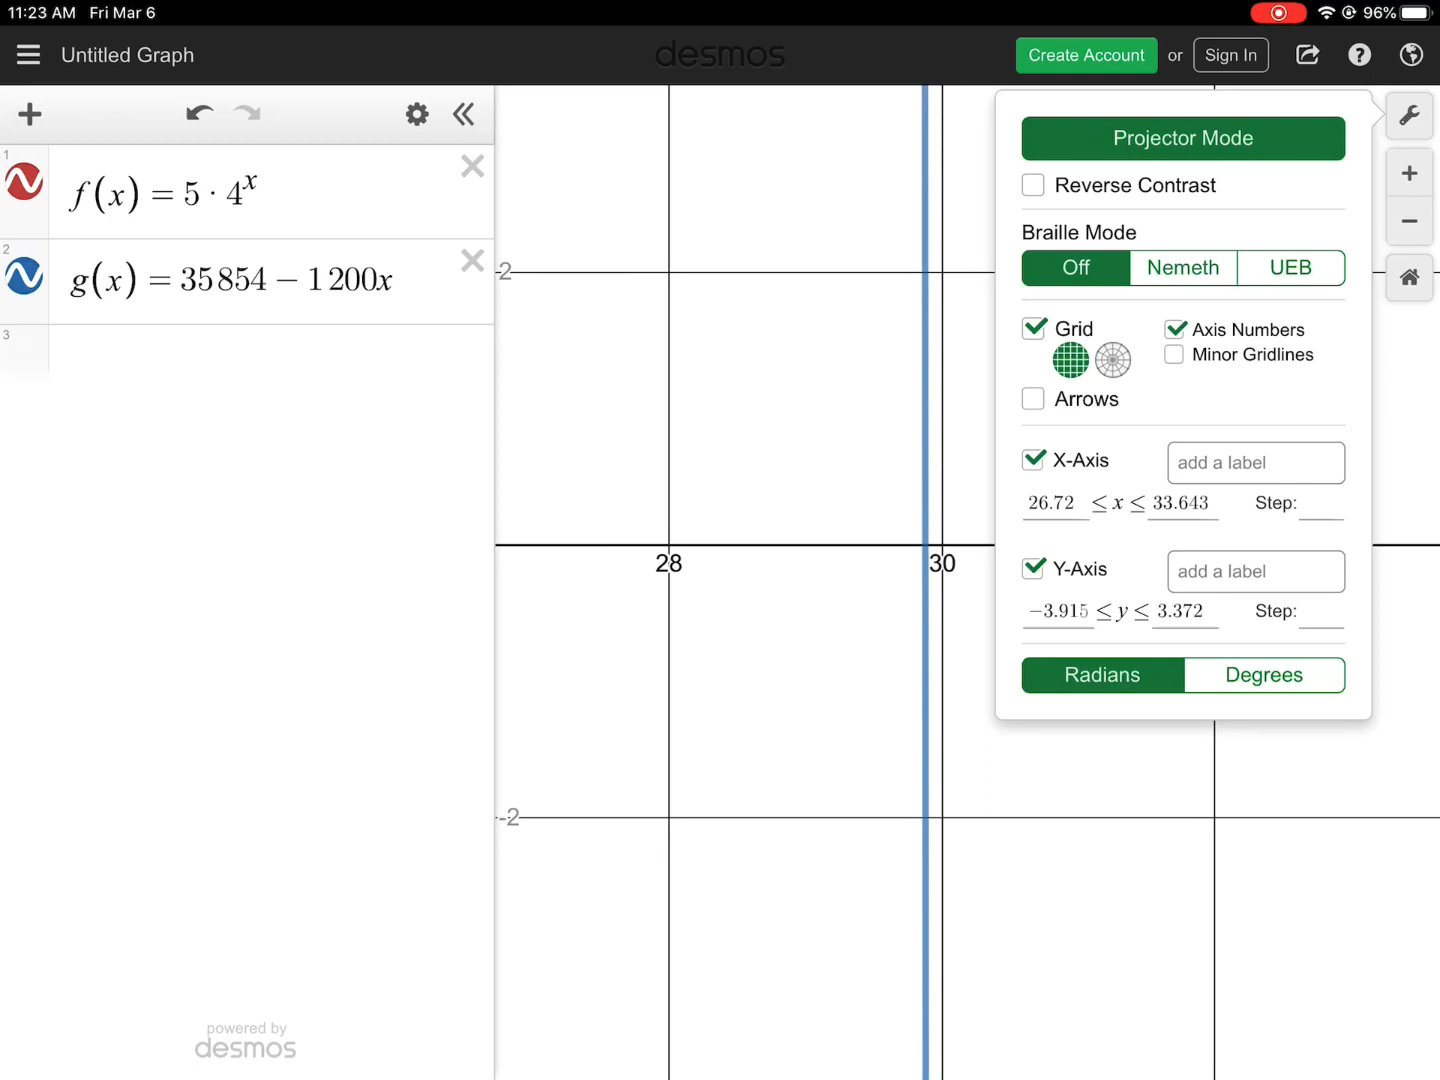 11:23 AM Fri Mar 6 96%
Untitled Graph desmos Create Account or Sign In
1
f(x) = 5 · 4^x
2
g(x) = 35854 − 1200x
3
powered by
desmos
2
28 30
-2
Projector Mode
Reverse Contrast
Braille Mode
Off Nemeth UEB
Grid Axis Numbers
Minor Gridlines
Arrows
X-Axis add a label
26.72 ≤ x ≤ 33.643 Step:
Y-Axis add a label
−3.915 ≤ y ≤ 3.372 Step:
Radians Degrees